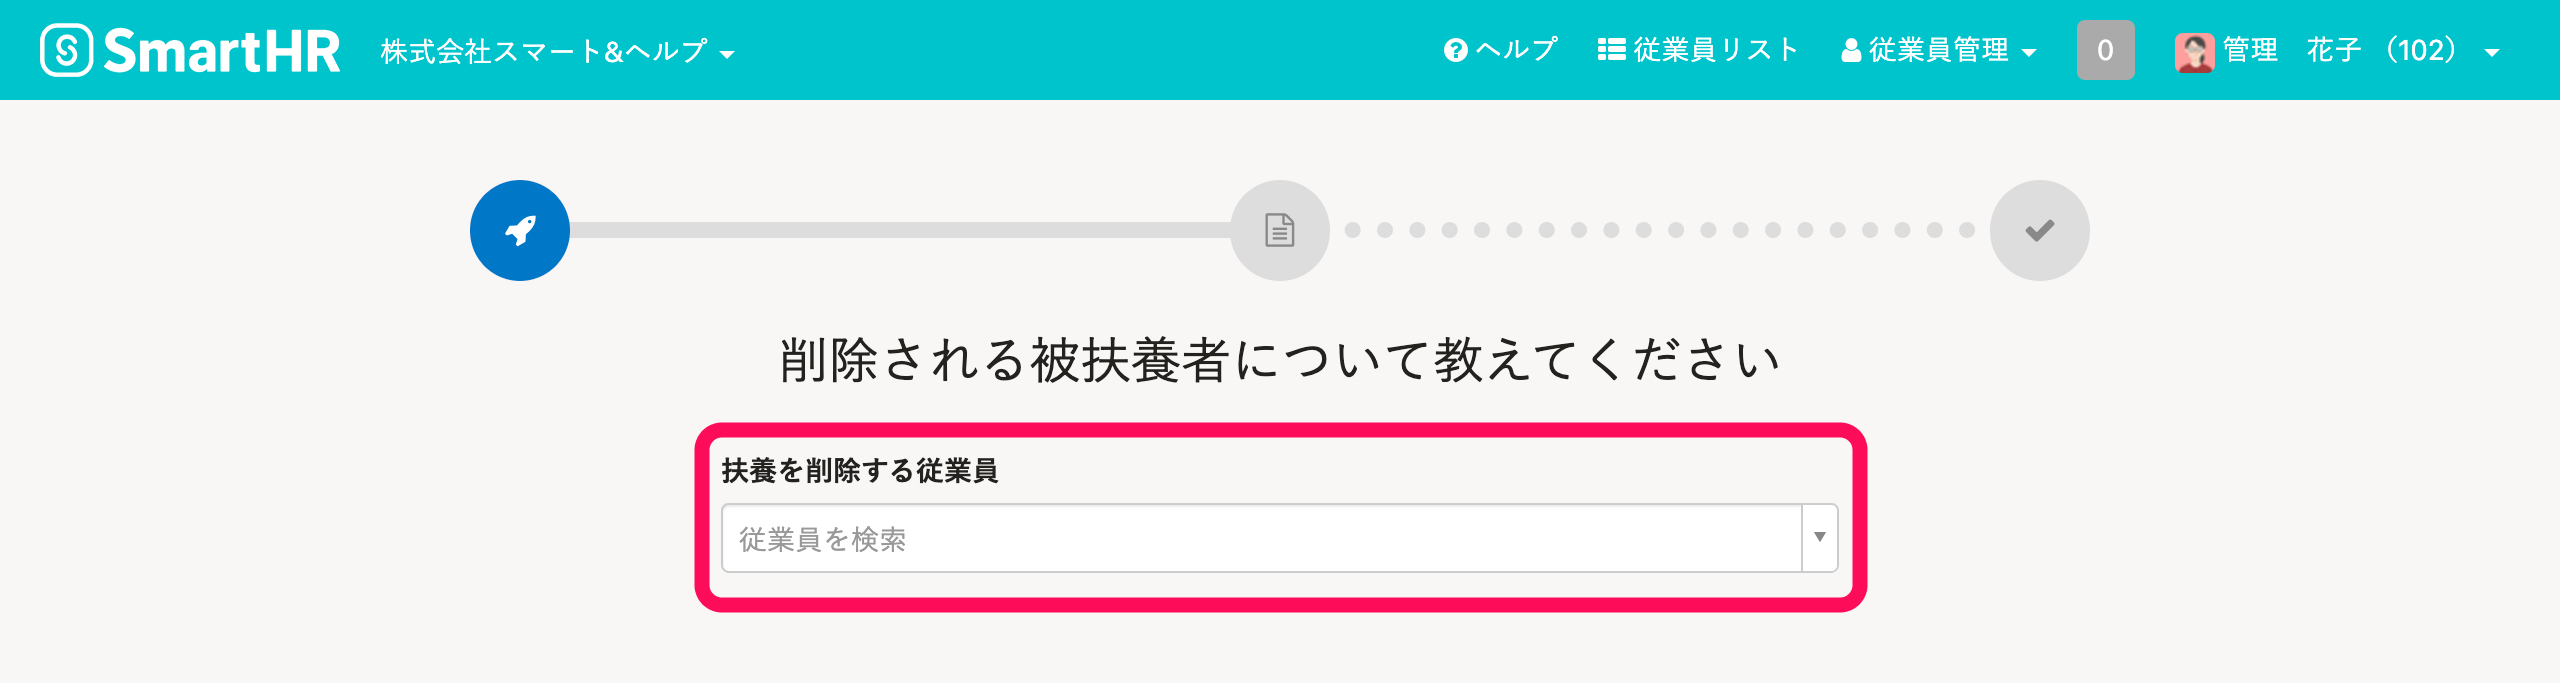 SmartHR 株式会社スマート&ヘルプ ヘルプ 従業員リスト 従業員管理 0 管理 花子 （102）
削除される被扶養者について教えてください
扶養を削除する従業員
従業員を検索